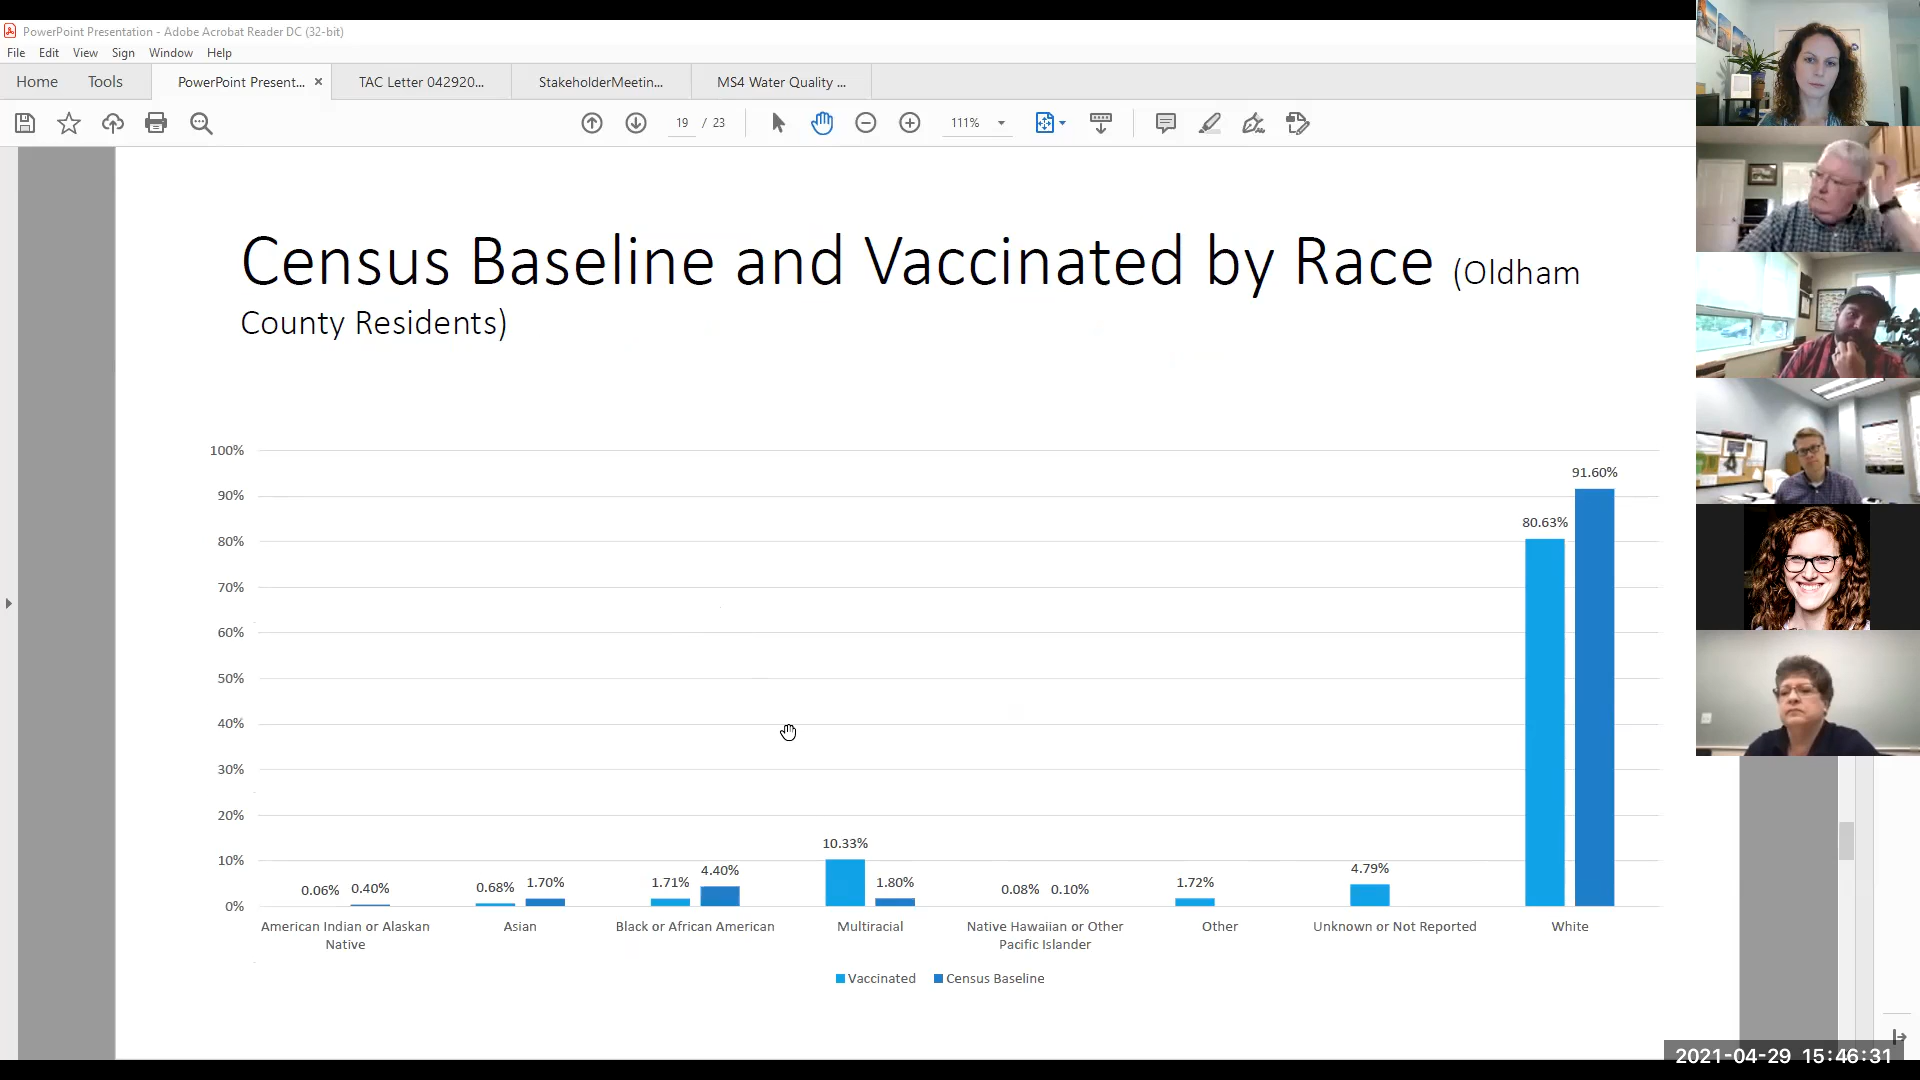 PowerPoint Presentation - Adobe Acrobat Reader DC (32-bit)
File Edit View Sign Window Help
Home Tools PowerPoint Present... × TAC Letter 042920... StakeholderMeetin... MS4 Water Quality ...
19 / 23 111%
Census Baseline and Vaccinated by Race (Oldham
County Residents)
100%
90%
80%
70%
60%
50%
40%
30%
20%
10%
0%
0.06% 0.40%
0.68% 1.70%
1.71% 4.40%
10.33% 1.80%
0.08% 0.10%
1.72%
4.79%
80.63% 91.60%
American Indian or Alaskan
Native
Asian
Black or African American
Multiracial
Native Hawaiian or Other
Pacific Islander
Other
Unknown or Not Reported
White
Vaccinated Census Baseline
2021-04-29 15:46:31